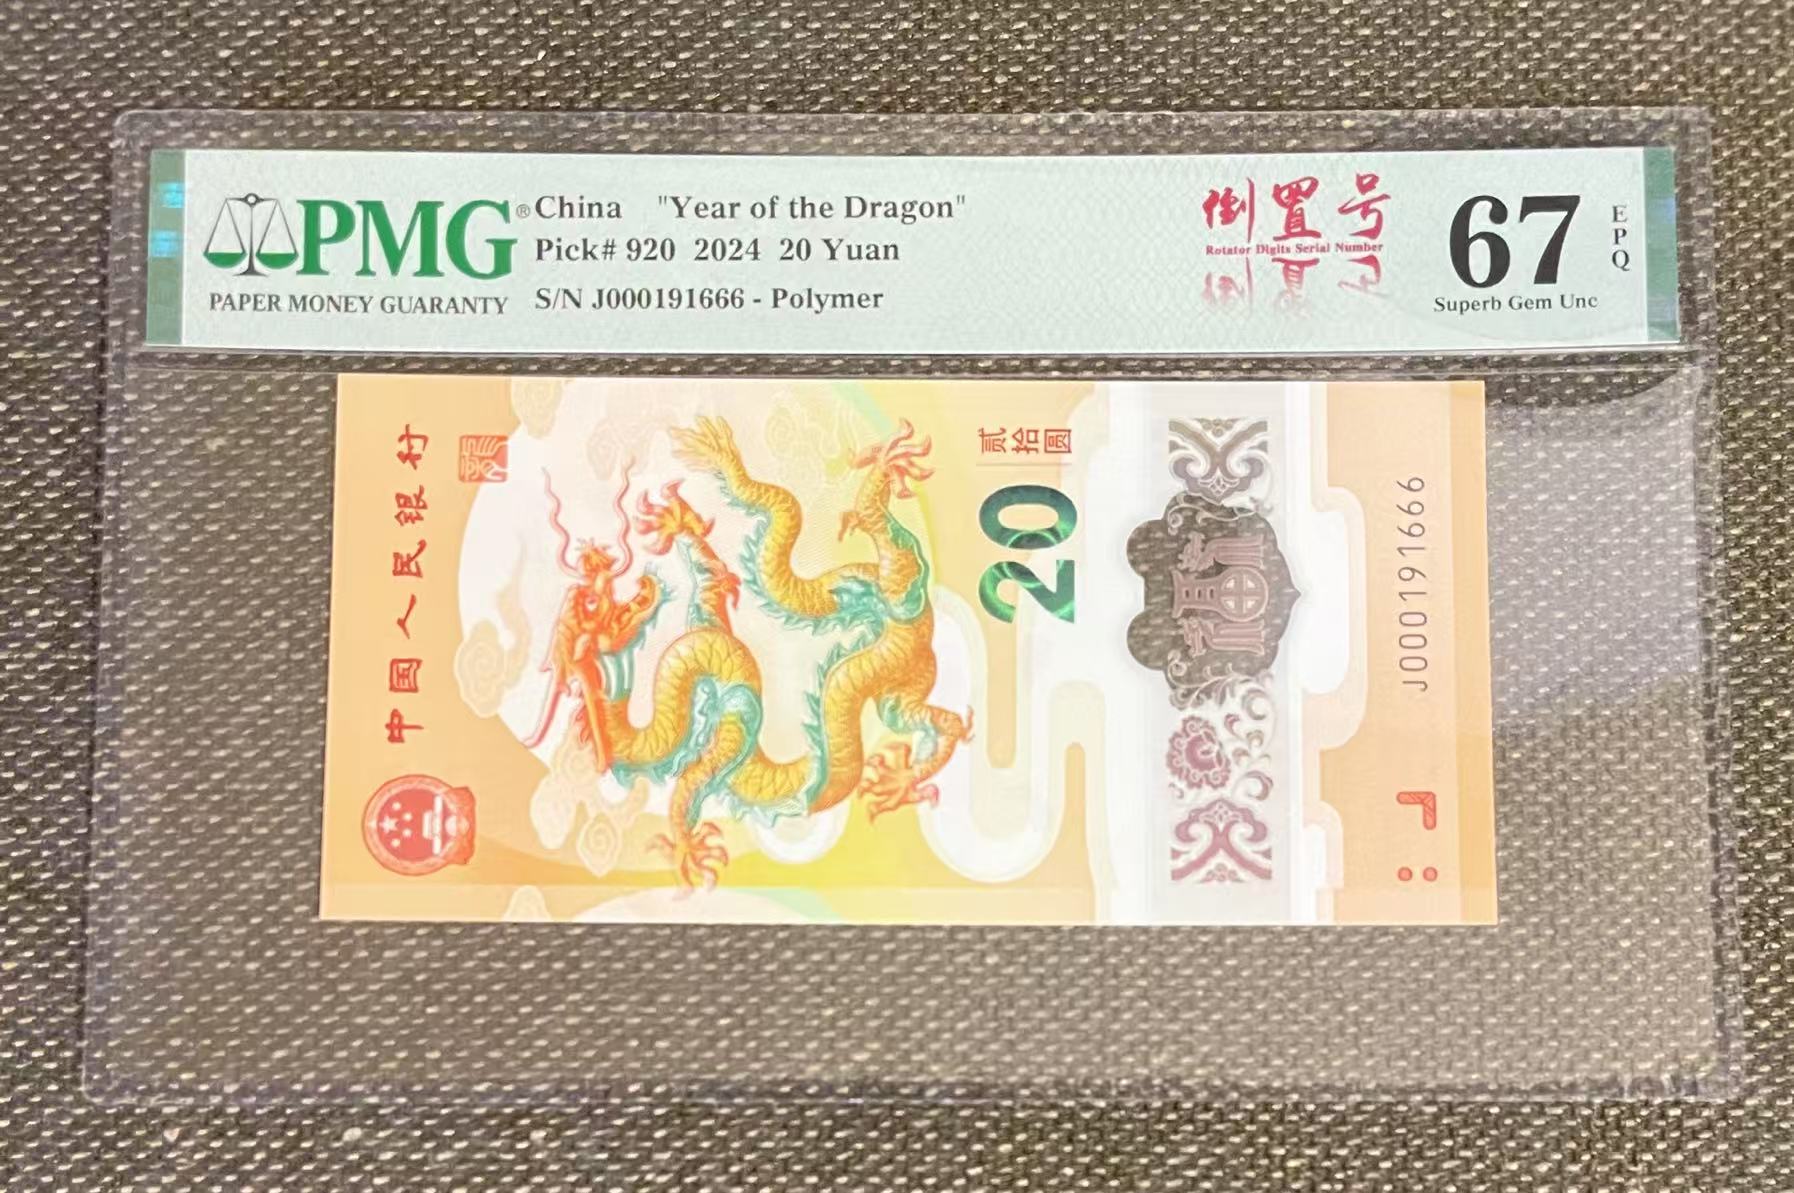 PMG®
PAPER MONEY GUARANTY
China "Year of the Dragon"
Pick# 920 2024 20 Yuan
S/N J000191666 - Polymer
倒置号
Rotator Digits Serial Number
67
EPQ
Superb Gem Unc
中国人民银行
贰拾圆
20
J000191666